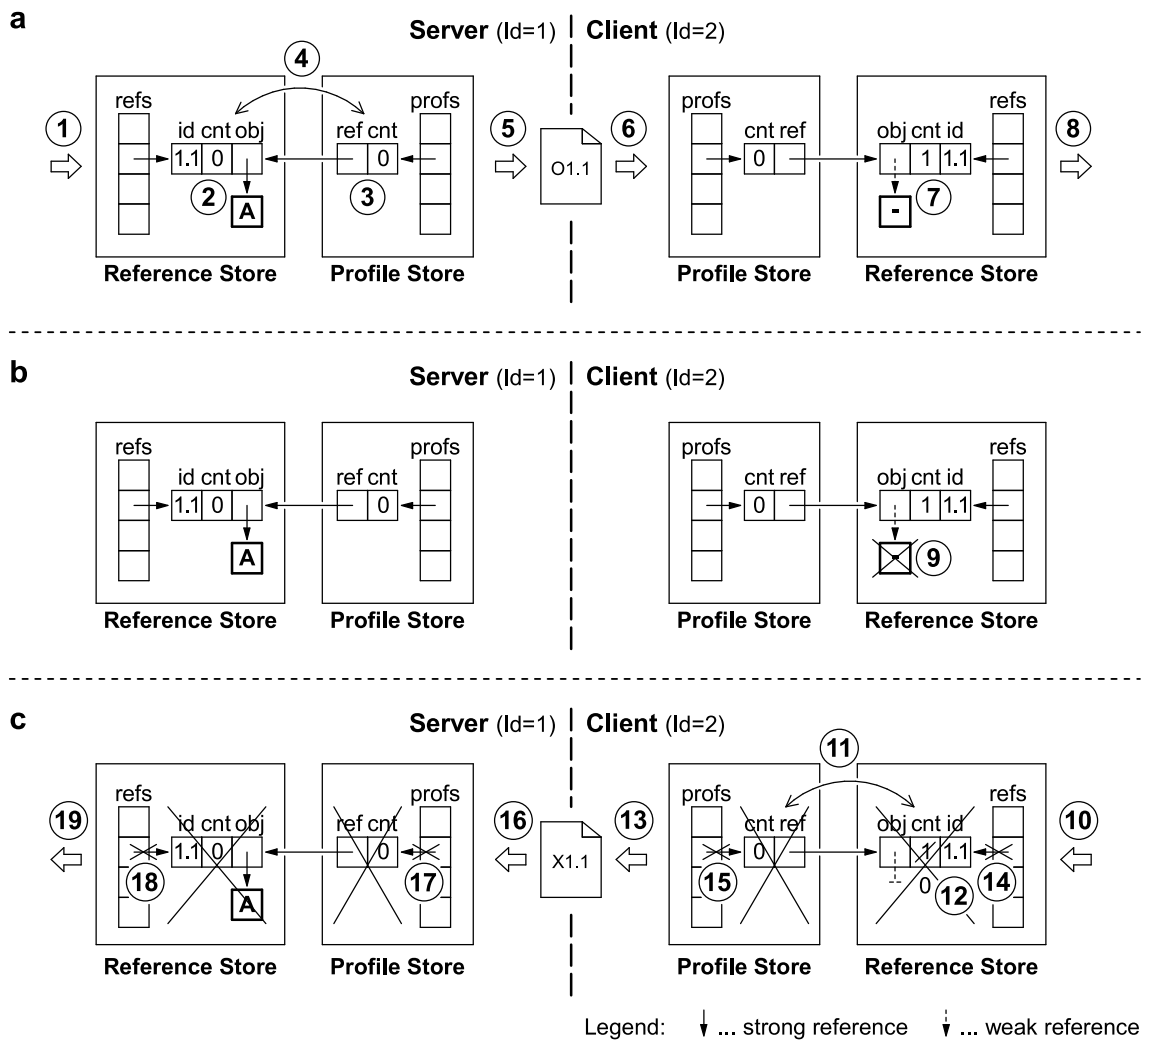 a
Server (Id=1) Client (Id=2)
4
refs profs profs refs
1 5 6 8
id cnt obj ref cnt cnt ref obj cnt id
1.1 0 0 O1.1 0 1 1.1
2 3 7
A -
Reference Store Profile Store Profile Store Reference Store
b
Server (Id=1) Client (Id=2)
refs profs profs refs
id cnt obj ref cnt cnt ref obj cnt id
1.1 0 0 0 1 1.1
A - 9
Reference Store Profile Store Profile Store Reference Store
c
Server (Id=1) Client (Id=2)
11
refs profs profs refs
19 16 13 10
id cnt obj ref cnt cnt ref obj cnt id
1.1 0 0 X1.1 0 1 1.1
18 17 15 0 12 14
A
Reference Store Profile Store Profile Store Reference Store
Legend: ... strong reference ... weak reference